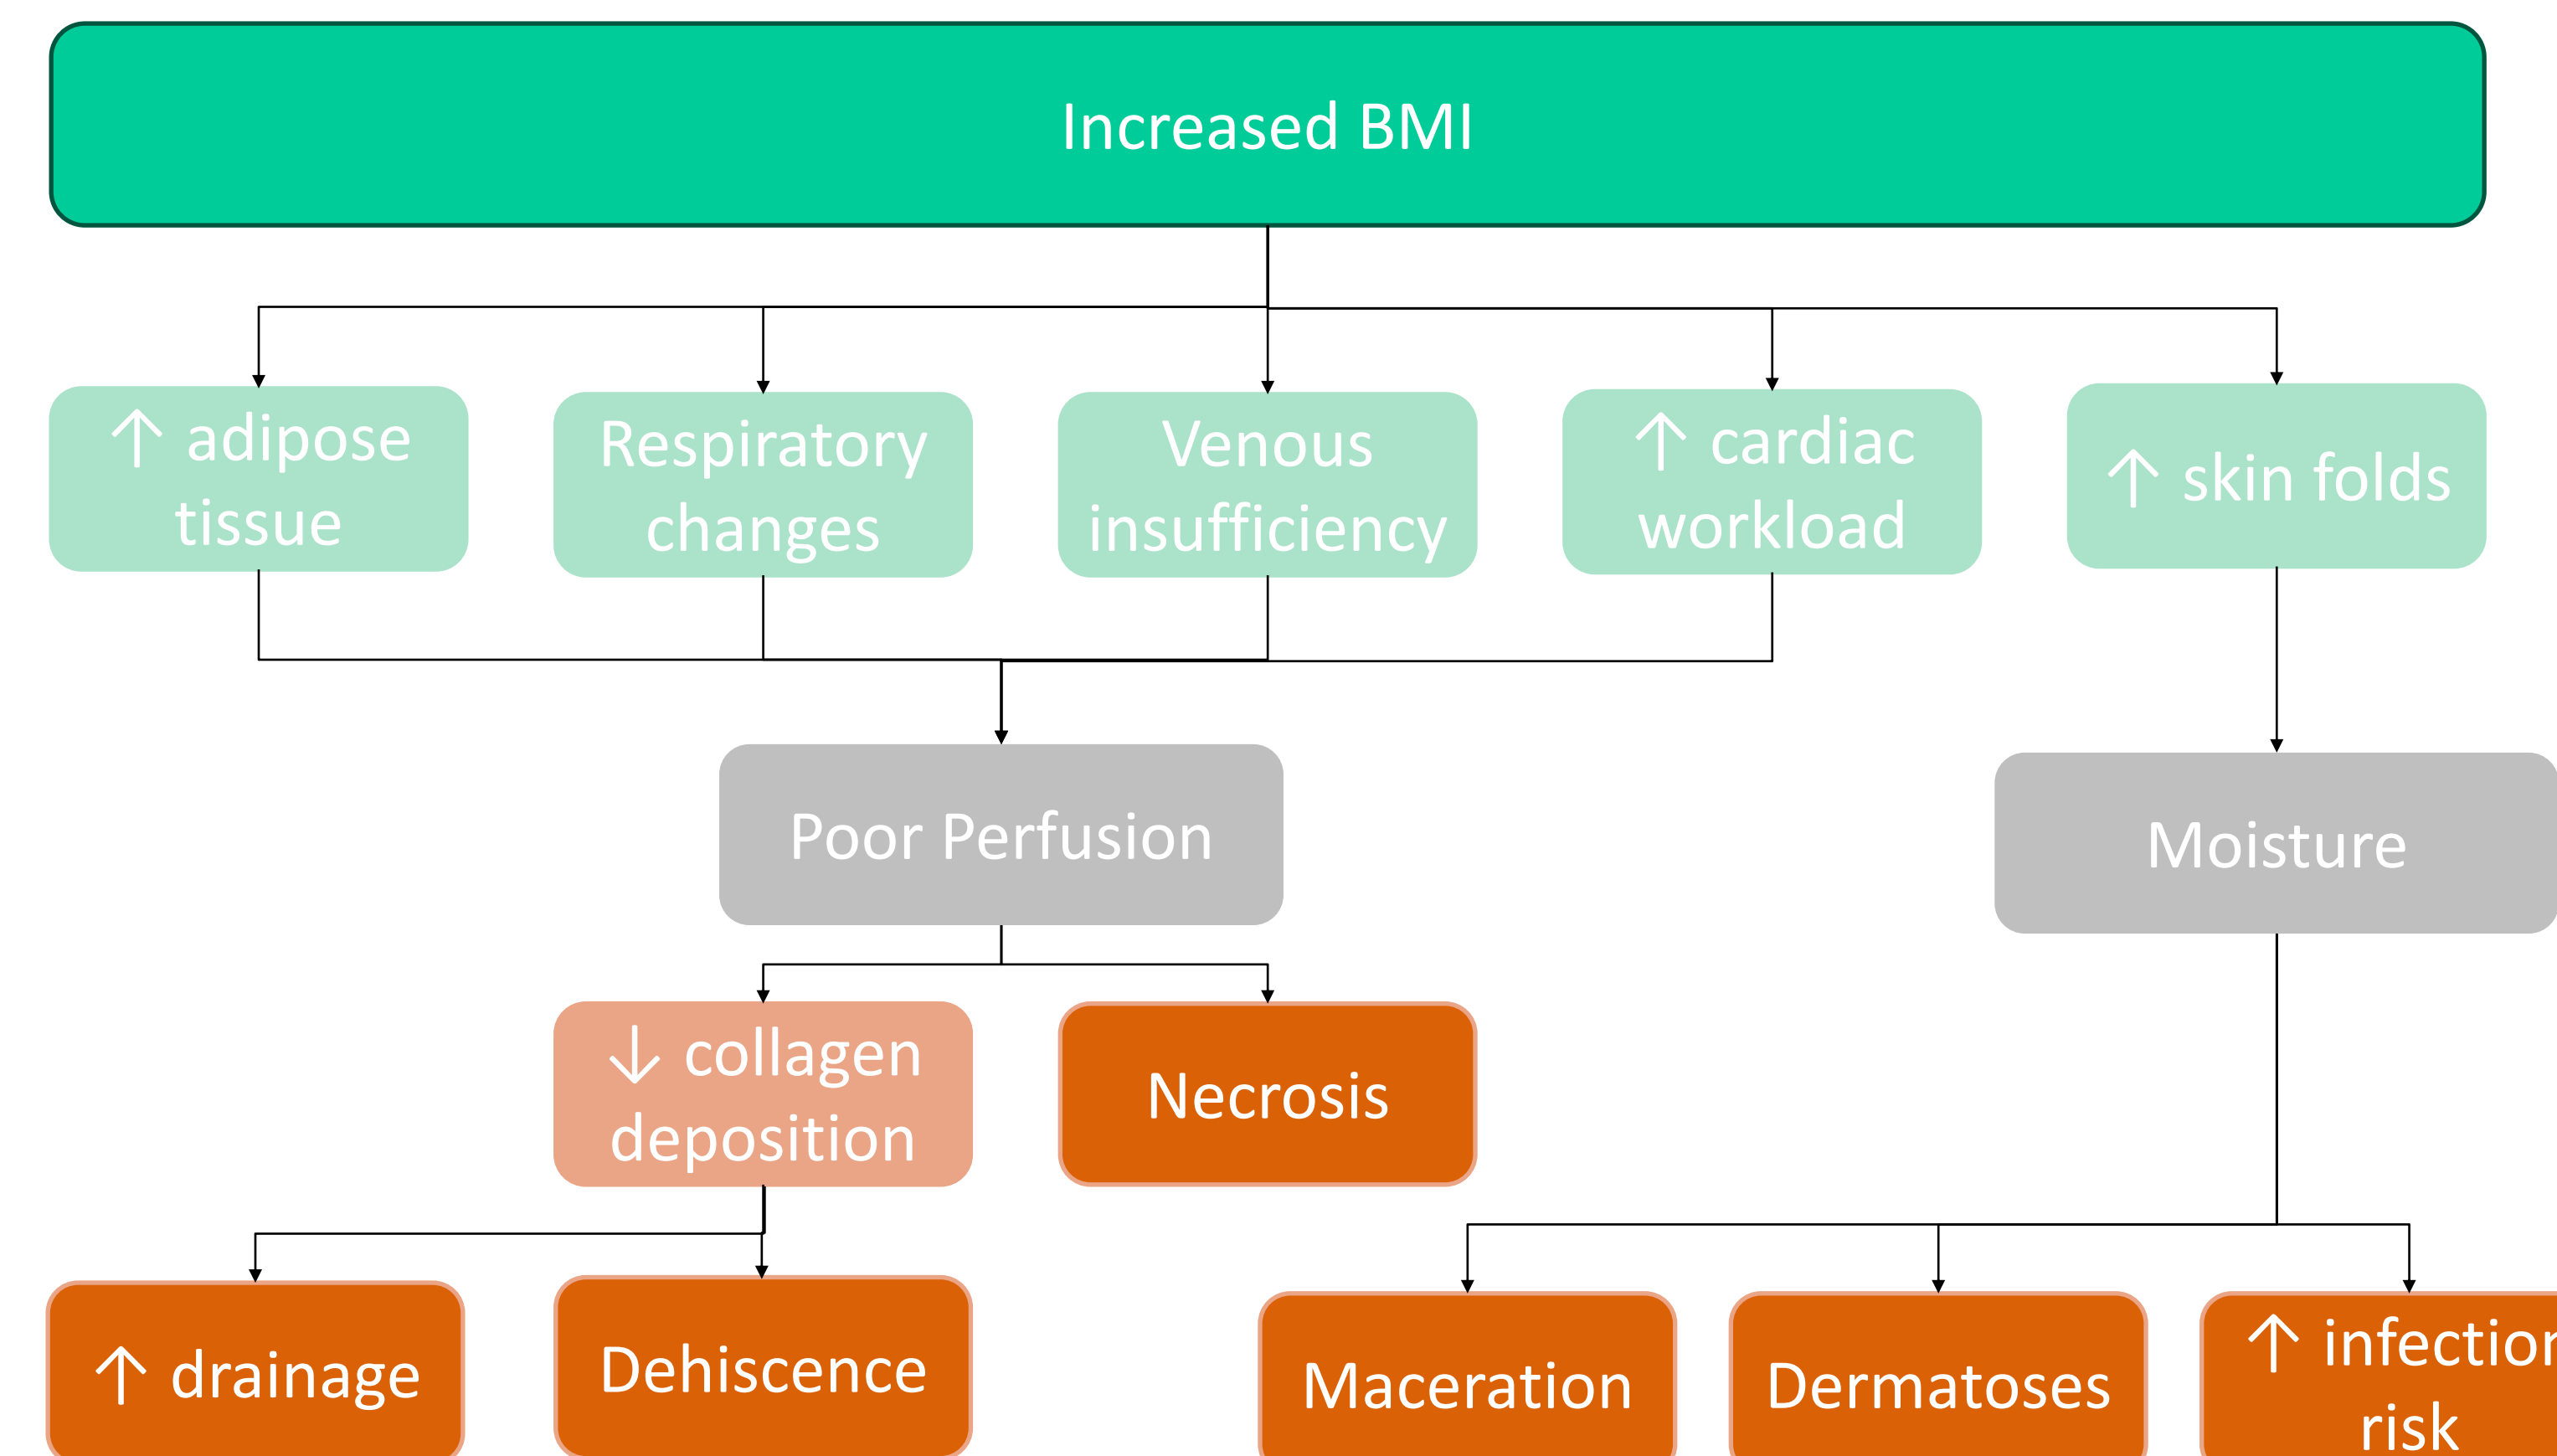 Increased BMI
↑ adipose
tissue
Respiratory
changes
Venous
insufficiency
↑ cardiac
workload
↑ skin folds
Poor Perfusion
Moisture
↓ collagen
deposition
Necrosis
↑ drainage
Dehiscence
Maceration
Dermatoses
↑ infection
risk